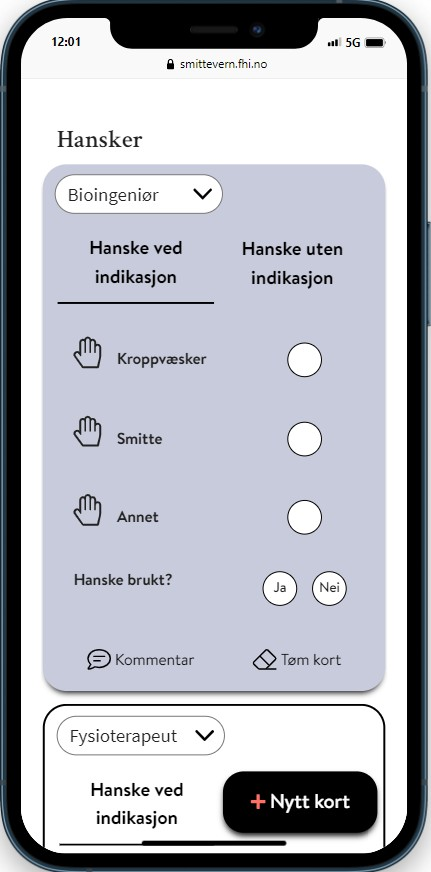 12:01
5G
smittevern.fhi.no
Hansker
Bioingeniør
Hanske ved indikasjon
Hanske uten indikasjon
Kroppvæsker
Smitte
Annet
Hanske brukt?
Ja
Nei
Kommentar
Tøm kort
Fysioterapeut
Hanske ved
indikasjon
+ Nytt kort